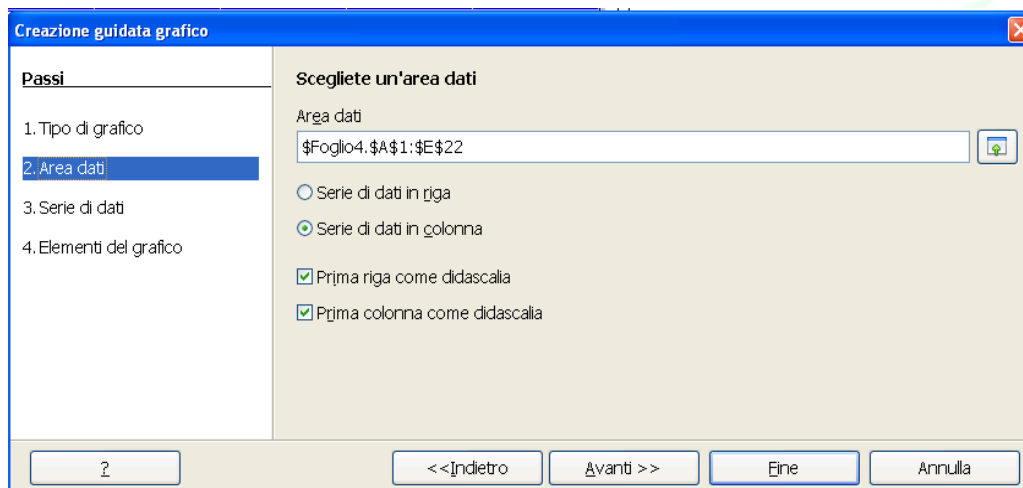 Creazione guidata grafico
Passi
1. Tipo di grafico
2. Area dati
3. Serie di dati
4. Elementi del grafico
Scegliete un'area dati
Area dati
$Foglio4.$A$1:$E$22
Serie di dati in riga
Serie di dati in colonna
Prima riga come didascalia
Prima colonna come didascalia
?
<<Indietro
Avanti >>
Fine
Annulla